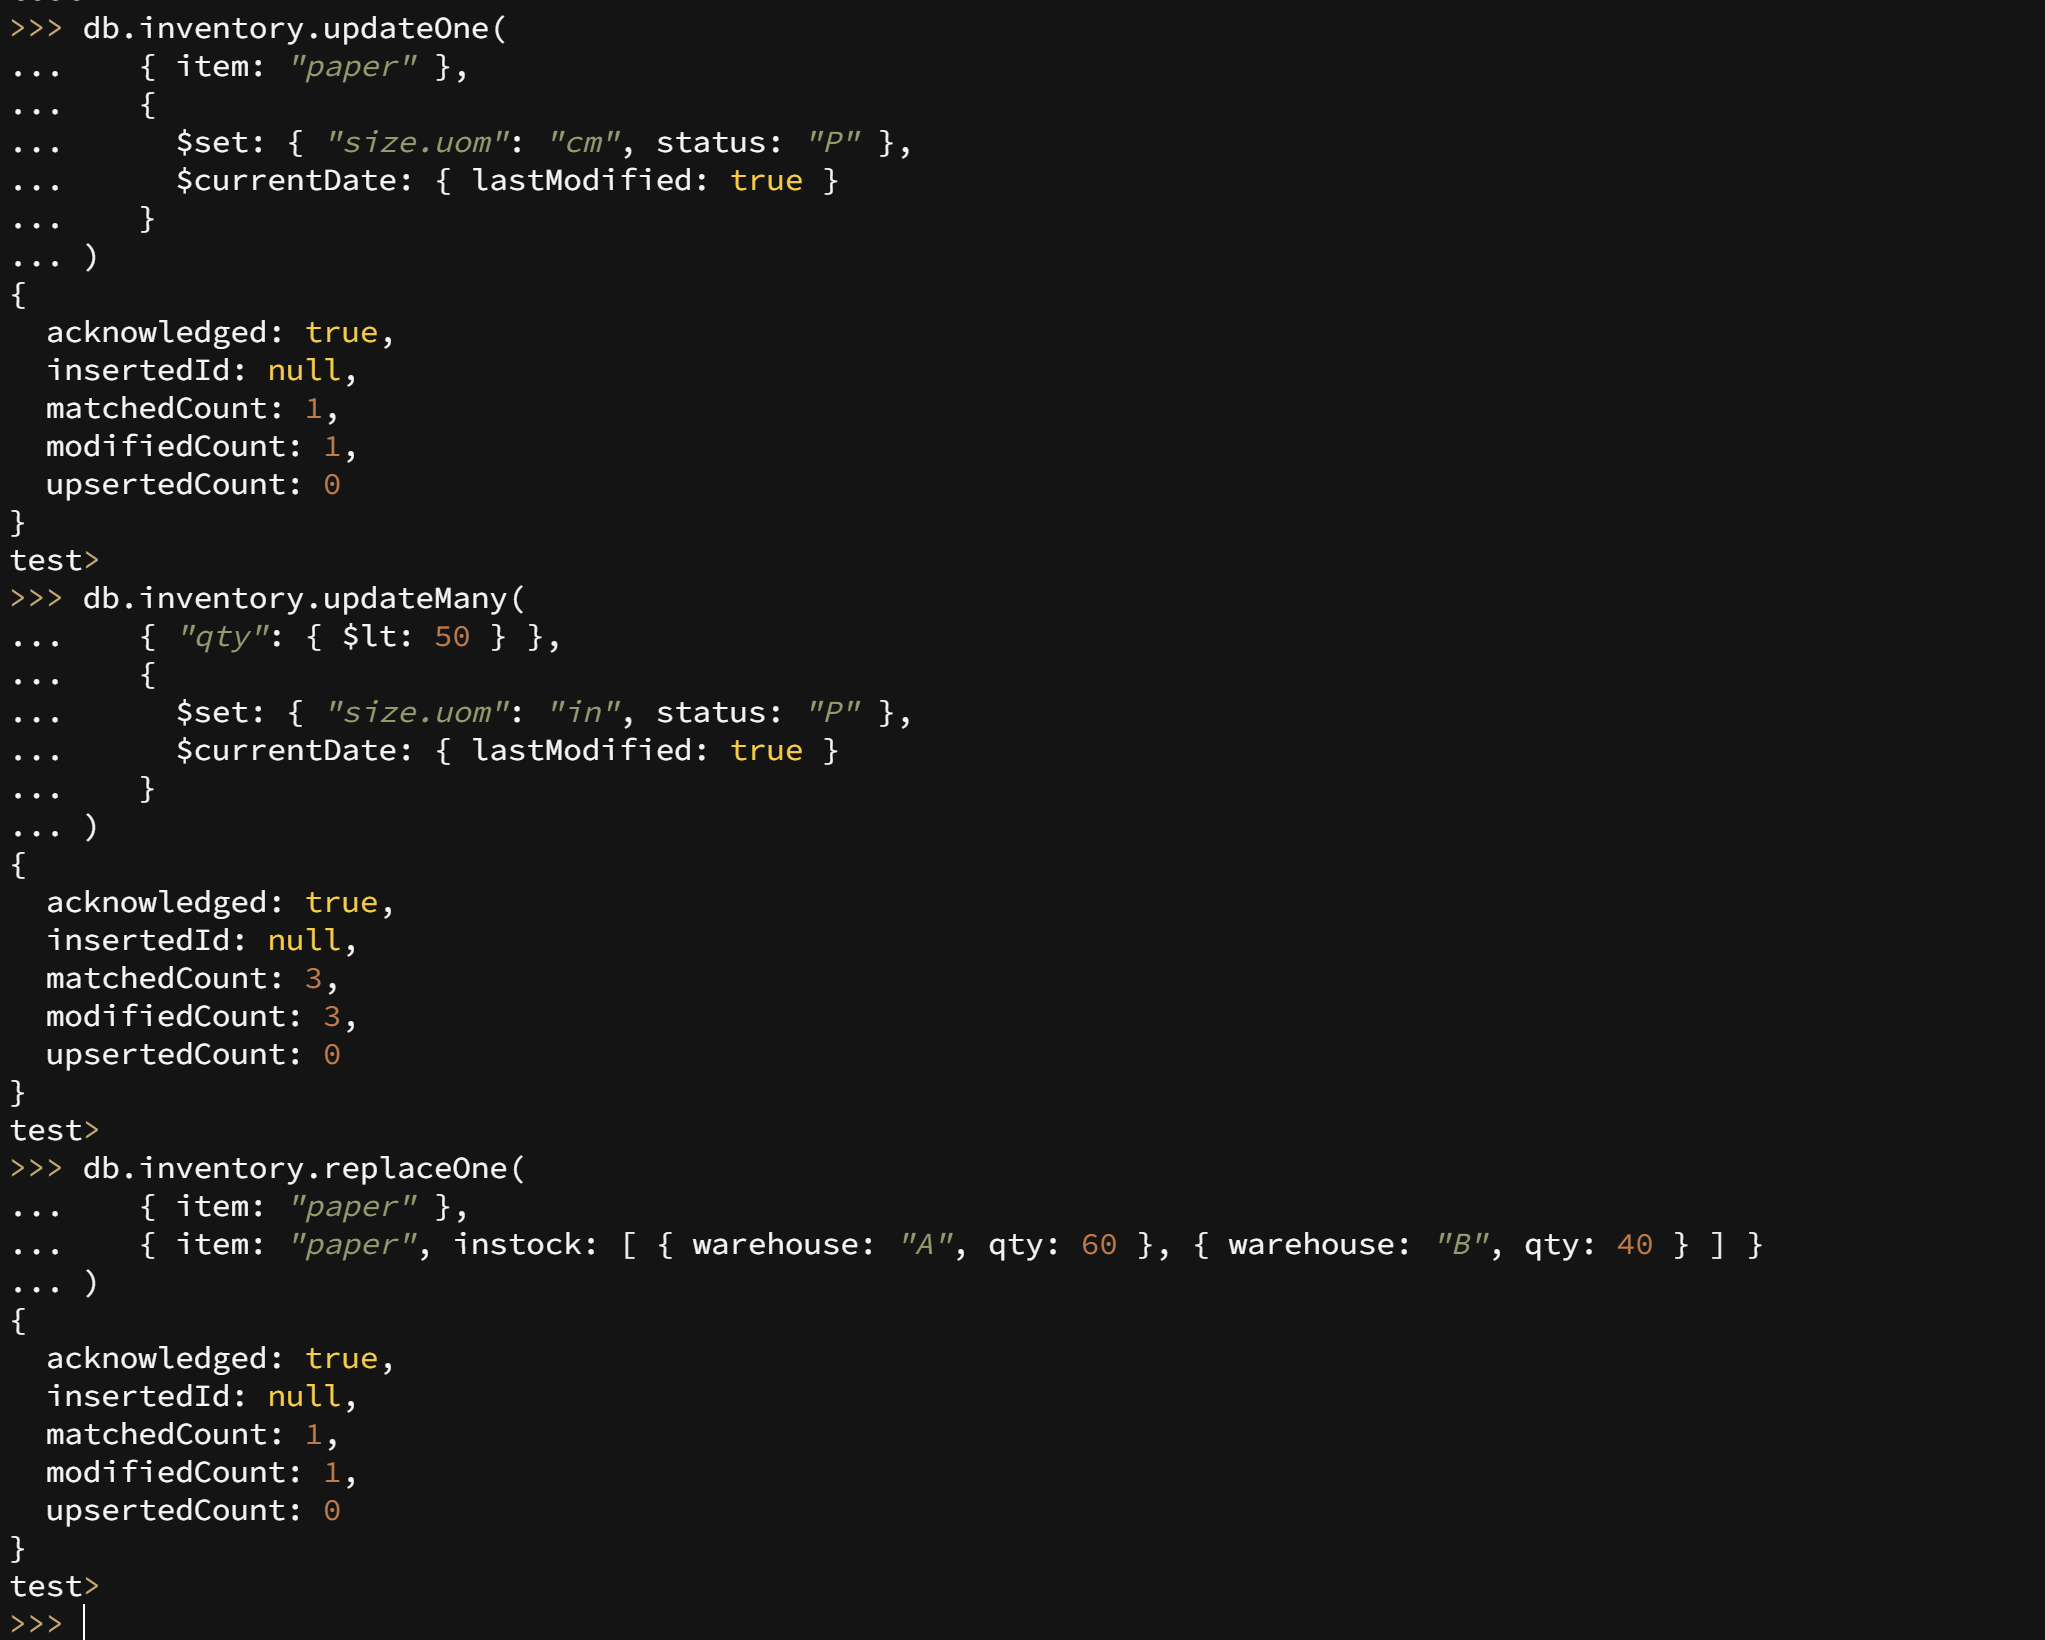 >>> db.inventory.updateOne(
...    { item: "paper" },
...    {
...      $set: { "size.uom": "cm", status: "P" },
...      $currentDate: { lastModified: true }
...    }
... )
{
  acknowledged: true,
  insertedId: null,
  matchedCount: 1,
  modifiedCount: 1,
  upsertedCount: 0
}
test>
>>> db.inventory.updateMany(
...    { "qty": { $lt: 50 } },
...    {
...      $set: { "size.uom": "in", status: "P" },
...      $currentDate: { lastModified: true }
...    }
... )
{
  acknowledged: true,
  insertedId: null,
  matchedCount: 3,
  modifiedCount: 3,
  upsertedCount: 0
}
test>
>>> db.inventory.replaceOne(
...    { item: "paper" },
...    { item: "paper", instock: [ { warehouse: "A", qty: 60 }, { warehouse: "B", qty: 40 } ] }
... )
{
  acknowledged: true,
  insertedId: null,
  matchedCount: 1,
  modifiedCount: 1,
  upsertedCount: 0
}
test>
>>>